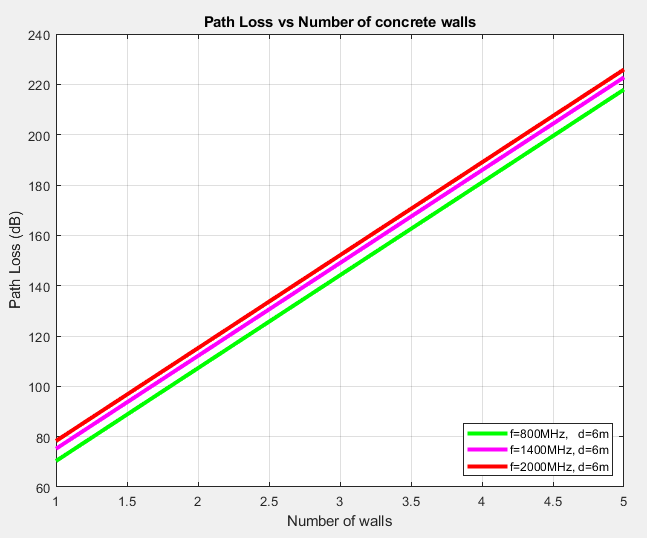 Path Loss vs Number of concrete walls
240
220
200
180
160
140
120
100
80
60
Path Loss (dB)
1 1.5 2 2.5 3 3.5 4 4.5 5
Number of walls
f=800MHz, d=6m
f=1400MHz, d=6m
f=2000MHz, d=6m